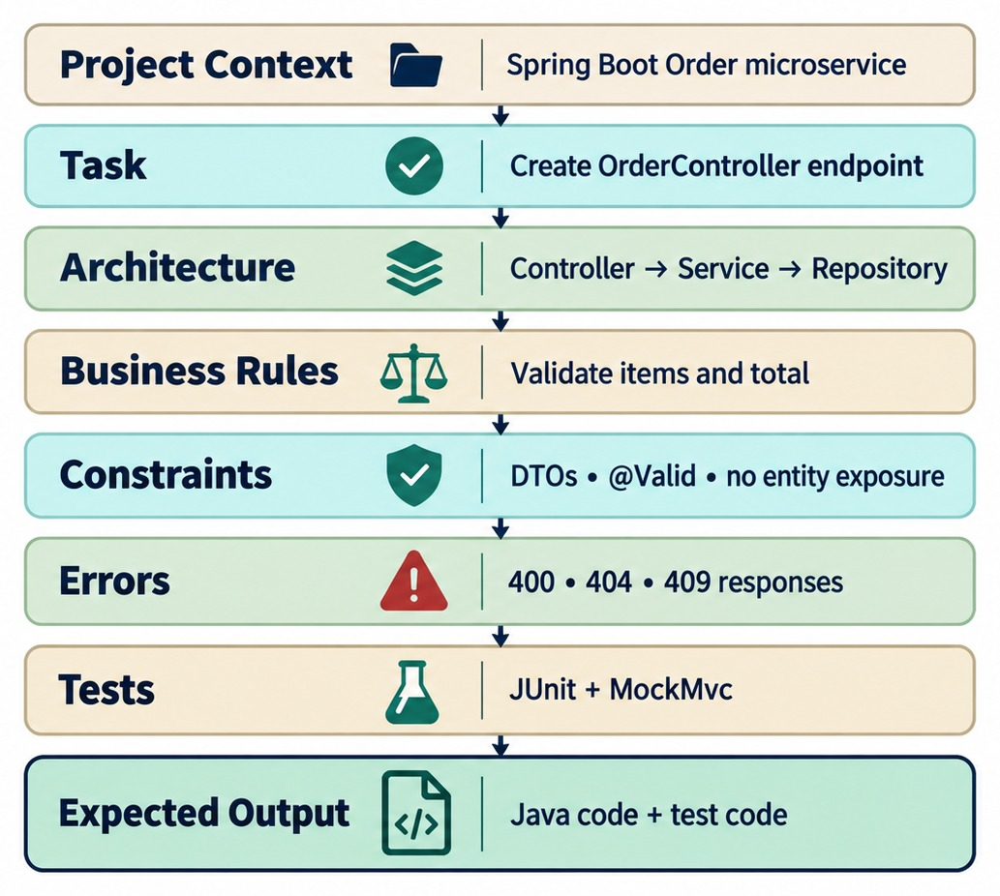 Project Context
Spring Boot Order microservice
Task
Create OrderController endpoint
Architecture
Controller → Service → Repository
Business Rules
Validate items and total
Constraints
DTOs • @Valid • no entity exposure
Errors
400 • 404 • 409 responses
Tests
JUnit + MockMvc
Expected Output
</>
Java code + test code